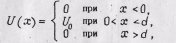 0 при x < 0,
U(x) = { U₀ при 0 < x < d,
0 при x > d,